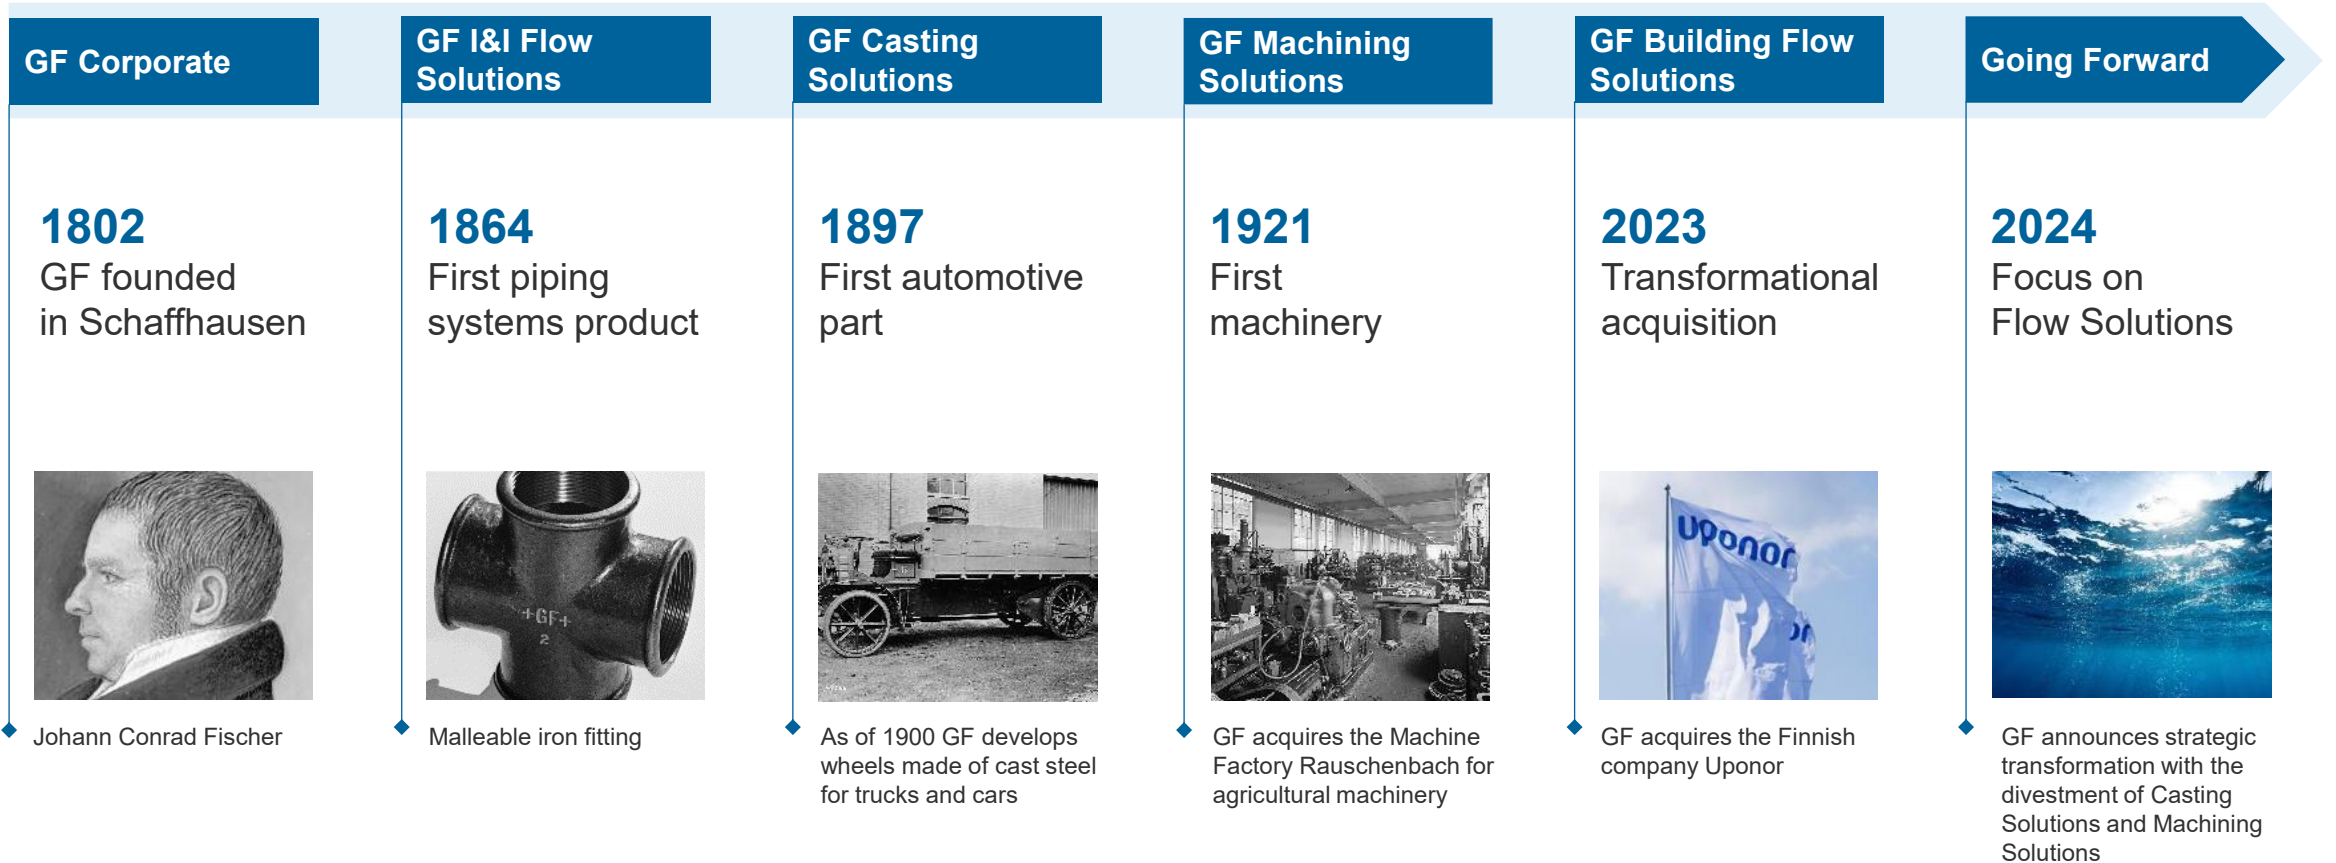 GF Corporate
GF I&I Flow
Solutions
GF Casting
Solutions
GF Machining
Solutions
GF Building Flow
Solutions
Going Forward
1802
GF founded
in Schaffhausen
1864
First piping
systems product
1897
First automotive
part
1921
First
machinery
2023
Transformational
acquisition
2024
Focus on
Flow Solutions
+GF+
2
uponor
or
Johann Conrad Fischer
Malleable iron fitting
As of 1900 GF develops
wheels made of cast steel
for trucks and cars
GF acquires the Machine
Factory Rauschenbach for
agricultural machinery
GF acquires the Finnish
company Uponor
GF announces strategic
transformation with the
divestment of Casting
Solutions and Machining
Solutions